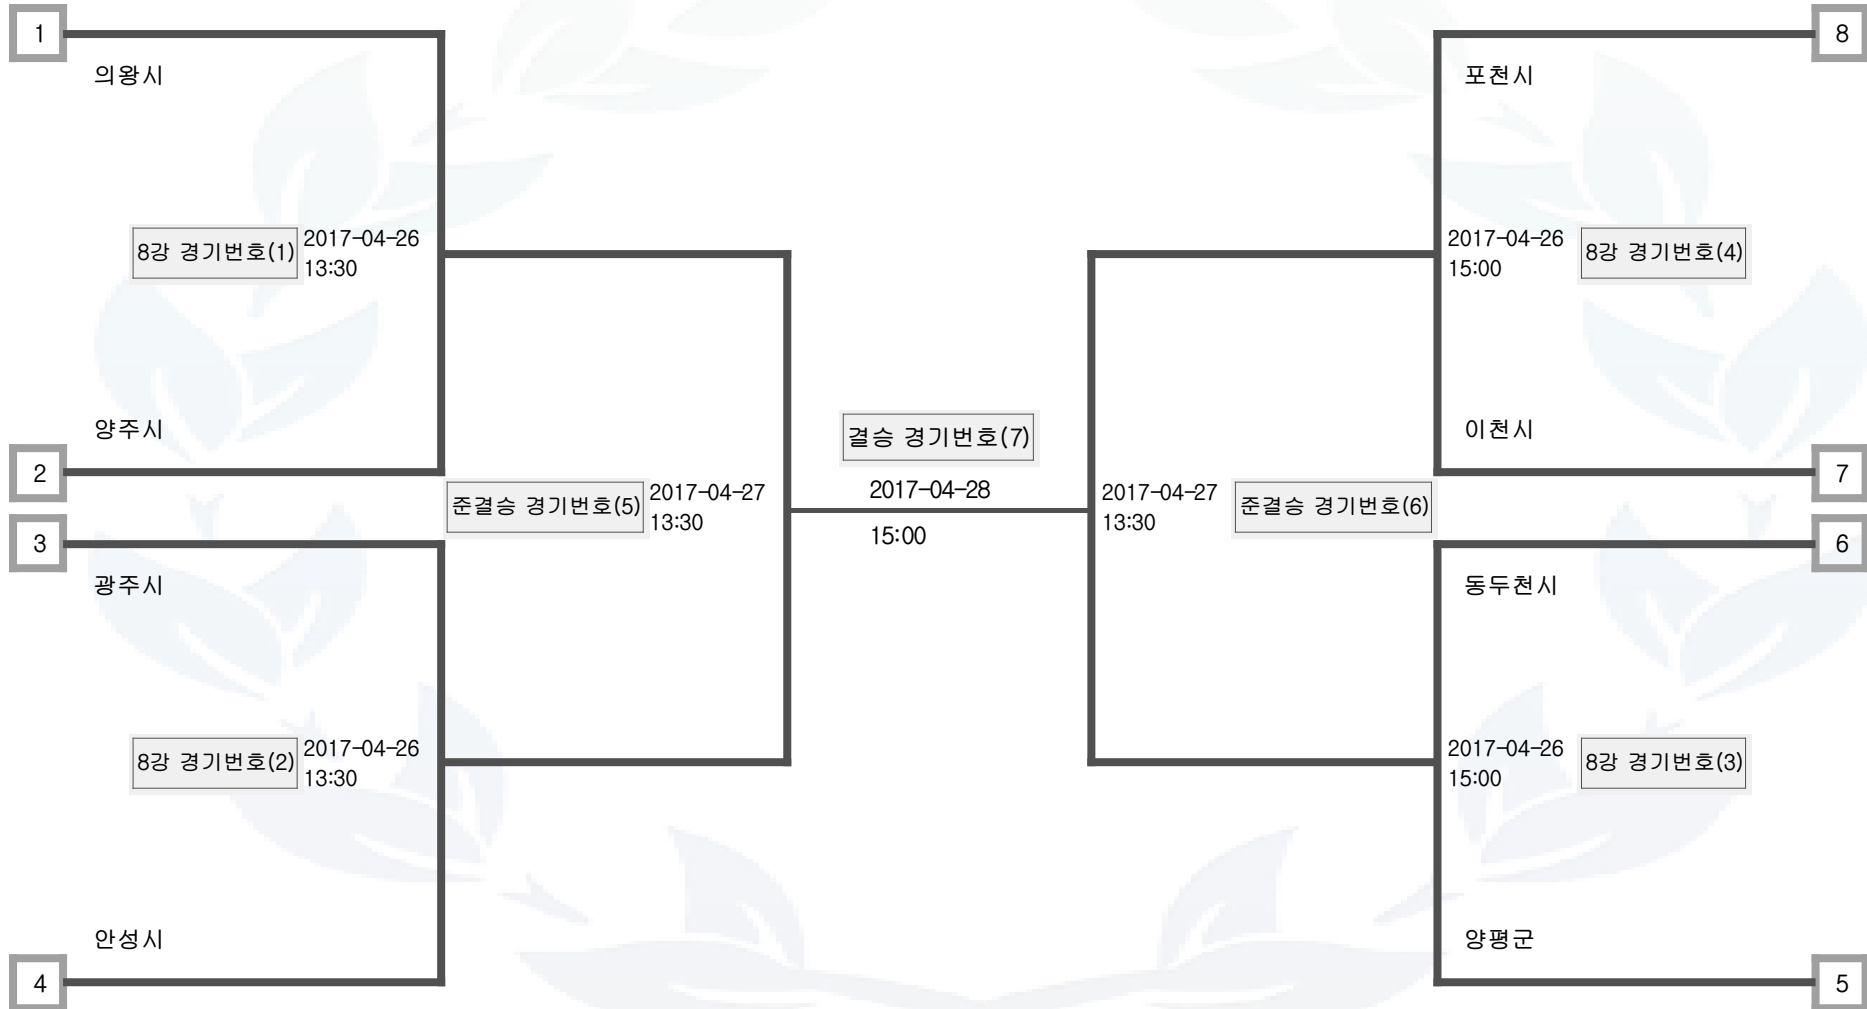 1
의왕시
8강 경기번호(1)
2017-04-26
13:30
양주시
2
3
광주시
8강 경기번호(2)
2017-04-26
13:30
안성시
4
준결승 경기번호(5)
2017-04-27
13:30
결승 경기번호(7)
2017-04-28
15:00
2017-04-27
13:30
준결승 경기번호(6)
8
포천시
2017-04-26
15:00
8강 경기번호(4)
이천시
7
6
동두천시
2017-04-26
15:00
8강 경기번호(3)
양평군
5